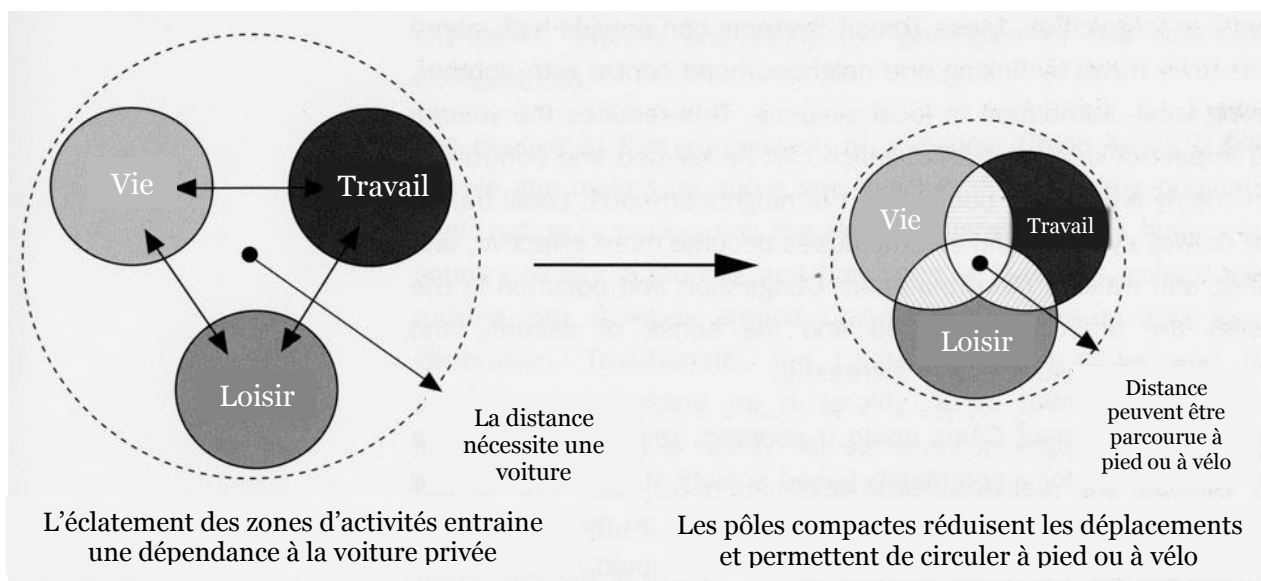 Vie
Travail
Loisir
La distance
nécessite une
voiture
L'éclatement des zones d'activités entraine
une dépendance à la voiture privée
Vie
Travail
Loisir
Distance
peuvent être
parcourue à
pied ou à vélo
Les pôles compactes réduisent les déplacements
et permettent de circuler à pied ou à vélo